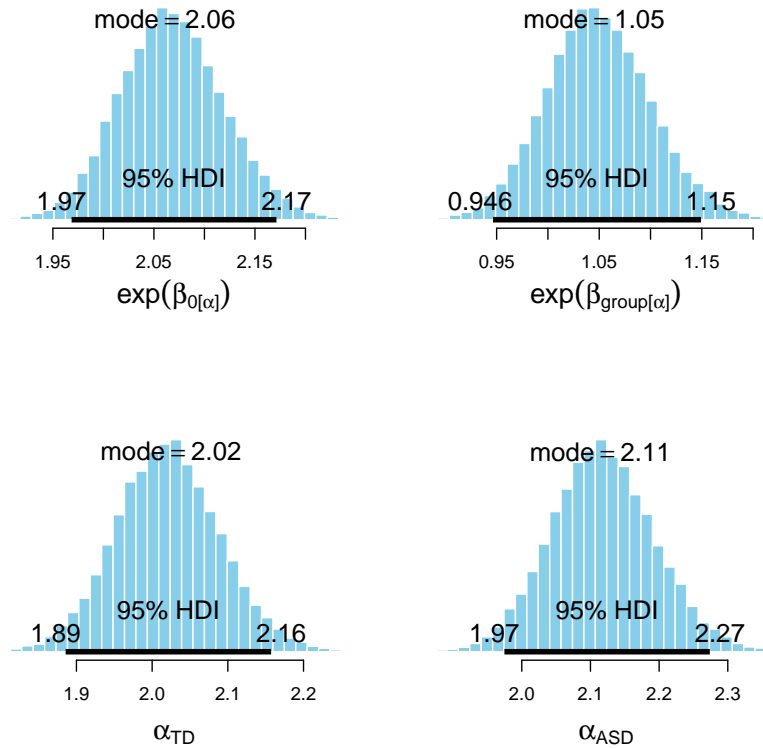 mode = 2.06
95% HDI
1.97 2.17
1.95 2.05 2.15
exp(β0[α])
mode = 1.05
95% HDI
0.946 1.15
0.95 1.05 1.15
exp(βgroup[α])
mode = 2.02
95% HDI
1.89 2.16
1.9 2.0 2.1 2.2
αTD
mode = 2.11
95% HDI
1.97 2.27
2.0 2.1 2.2 2.3
αASD